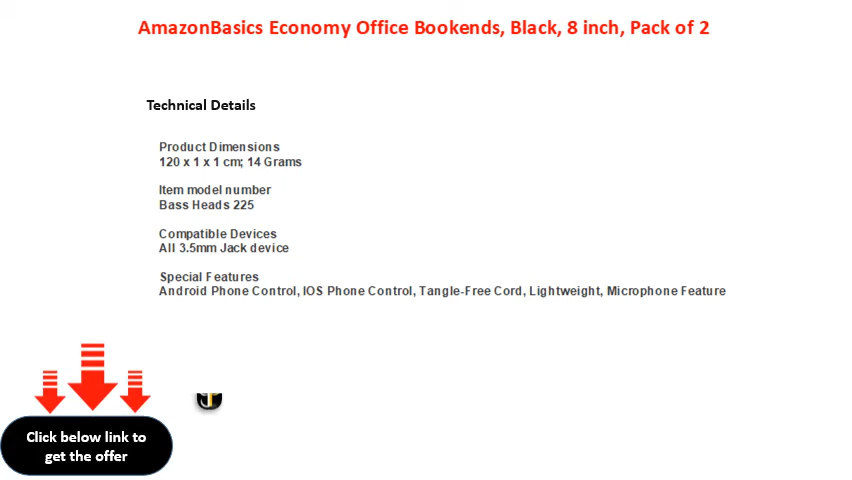 AmazonBasics Economy Office Bookends, Black, 8 inch, Pack of 2
Technical Details
Product Dimensions
120 x 1 x 1 cm; 14 Grams
Item model number
Bass Heads 225
Compatible Devices
All 3.5mm Jack device
Special Features
Android Phone Control, IOS Phone Control, Tangle-Free Cord, Lightweight, Microphone Feature
Click below link to
get the offer